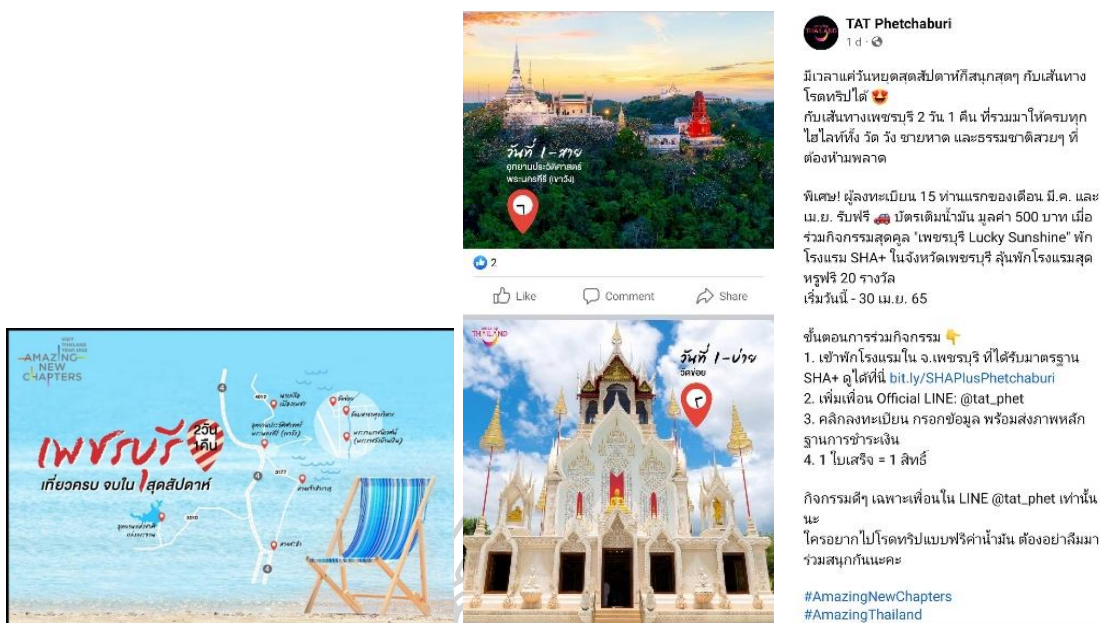 VISIT
THAILAND
YEAR 2022
AMAZING
NEW
CHAPTERS
เพชรบุรี 2วัน
1คืน
เที่ยวครบ จบใน 1 สุดสัปดาห์
4
4
4
3177
วันที่ 1 - สาย
อุทยานประวัติศาสตร์
พระนครคีรี (เขาวัง)
๑
2
Like
Comment
Share
THAILAND
วันที่ 1 - บ่าย
วัดข่อย
๒
TAT Phetchaburi
1 d
มีเวลาแค่วันหยุดสุดสัปดาห์ก็สนุกสุดๆ กับเส้นทาง
โรดทริปได้ 🤩
กับเส้นทางเพชรบุรี 2 วัน 1 คืน ที่รวมมาให้ครบทุก
ไฮไลท์ทั้ง วัด วัง ชายหาด และธรรมชาติสวยๆ ที่
ต้องห้ามพลาด
พิเศษ! ผู้ลงทะเบียน 15 ท่านแรกของเดือน มี.ค. และ
เม.ย. รับฟรี 🚗 บัตรเติมน้ำมัน มูลค่า 500 บาท เมื่อ
ร่วมกิจกรรมสุดคูล "เพชรบุรี Lucky Sunshine" พัก
โรงแรม SHA+ ในจังหวัดเพชรบุรี ลุ้นพักโรงแรมสุด
หรูฟรี 20 รางวัล
เริ่มวันนี้ - 30 เม.ย. 65
ขั้นตอนการร่วมกิจกรรม 👇
1. เข้าพักโรงแรมใน จ.เพชรบุรี ที่ได้รับมาตรฐาน
SHA+ ดูได้ที่นี่ bit.ly/SHAPlusPhetchaburi
2. เพิ่มเพื่อน Official LINE: @tat_phet
3. คลิกลงทะเบียน กรอกข้อมูล พร้อมส่งภาพหลัก
ฐานการชำระเงิน
4. 1 ใบเสร็จ = 1 สิทธิ์
กิจกรรมดีๆ เฉพาะเพื่อนใน LINE @tat_phet เท่านั้น
นะ
ใครอยากไปโรดทริปแบบฟรีค่าน้ำมัน ต้องอย่าลืมมา
ร่วมสนุกกันนะคะ
#AmazingNewChapters
#AmazingThailand